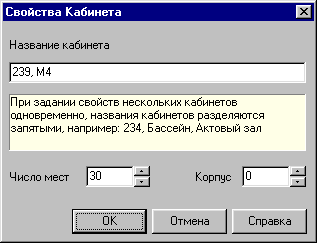 Свойства Кабинета
Название кабинета
239, М4
При задании свойств нескольких кабинетов
одновременно, названия кабинетов разделяются
запятыми, например: 234, Бассейн, Актовый зал
Число мест 30 Корпус 0
OK Отмена Справка